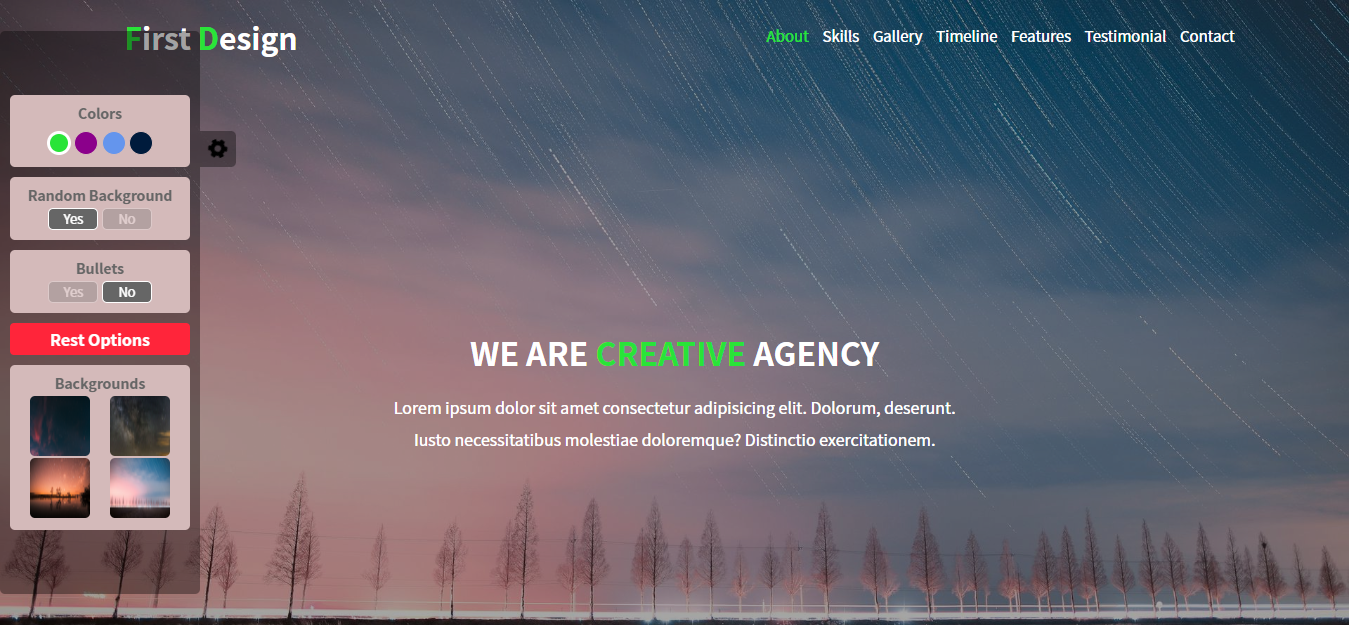 First Design
About Skills Gallery Timeline Features Testimonial Contact
Colors
Random Background
Yes No
Bullets
Yes No
Rest Options
Backgrounds
WE ARE CREATIVE AGENCY
Lorem ipsum dolor sit amet consectetur adipisicing elit. Dolorum, deserunt.
Iusto necessitatibus molestiae doloremque? Distinctio exercitationem.